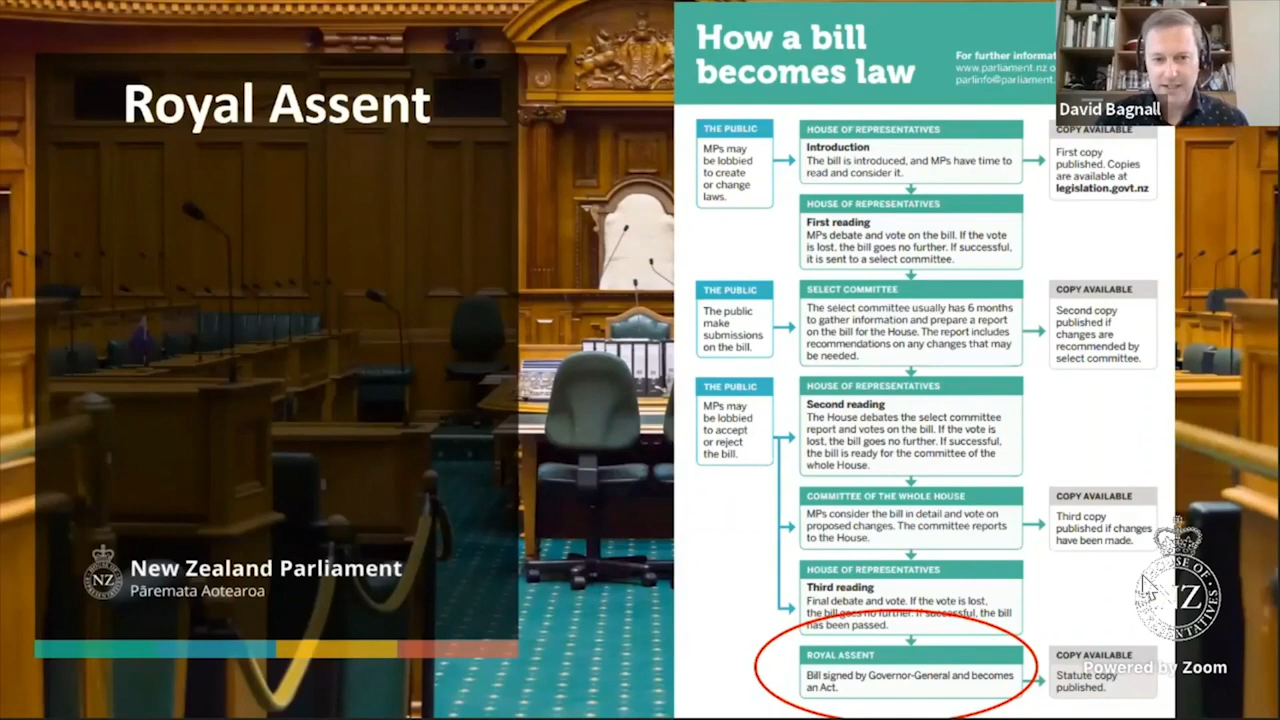 Royal Assent
New Zealand Parliament
Pāremata Aotearoa
NZ
How a bill
becomes law
For further informat
www.parliament.nz o
parlinfo@parliament.
David Bagnall
THE PUBLIC
MPs may
be lobbied
to create
or change
laws.
HOUSE OF REPRESENTATIVES
Introduction
The bill is introduced, and MPs have time to
read and consider it.
COPY AVAILABLE
First copy
published. Copies
are available at
legislation.govt.nz
HOUSE OF REPRESENTATIVES
First reading
MPs debate and vote on the bill. If the vote
is lost, the bill goes no further. If successful,
it is sent to a select committee.
THE PUBLIC
The public
make
submissions
on the bill.
SELECT COMMITTEE
The select committee usually has 6 months
to gather information and prepare a report
on the bill for the House. The report includes
recommendations on any changes that may
be needed.
COPY AVAILABLE
Second copy
published if
changes are
recommended by
select committee.
THE PUBLIC
MPs may
be lobbied
to accept
or reject
the bill.
HOUSE OF REPRESENTATIVES
Second reading
The House debates the select committee
report and votes on the bill. If the vote is
lost, the bill goes no further. If successful,
the bill is ready for the committee of the
whole House.
COMMITTEE OF THE WHOLE HOUSE
MPs consider the bill in detail and vote on
proposed changes. The committee reports
to the House.
COPY AVAILABLE
Third copy
published if changes
have been made.
HOUSE OF REPRESENTATIVES
Third reading
Final debate and vote. If the vote is lost,
the bill goes no further. If successful, the bill
has been passed.
ROYAL ASSENT
Bill signed by Governor-General and becomes
an Act.
COPY AVAILABLE
Statute copy
published.
NZ
Powered by Zoom